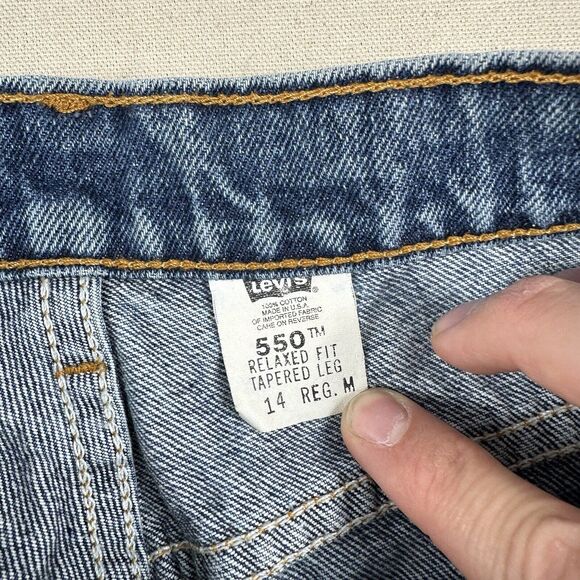 Levi's
100% COTTON
MADE IN U.S.A.
OF IMPORTED FABRIC
CARE ON REVERSE
550™
RELAXED FIT
TAPERED LEG
14 REG. M